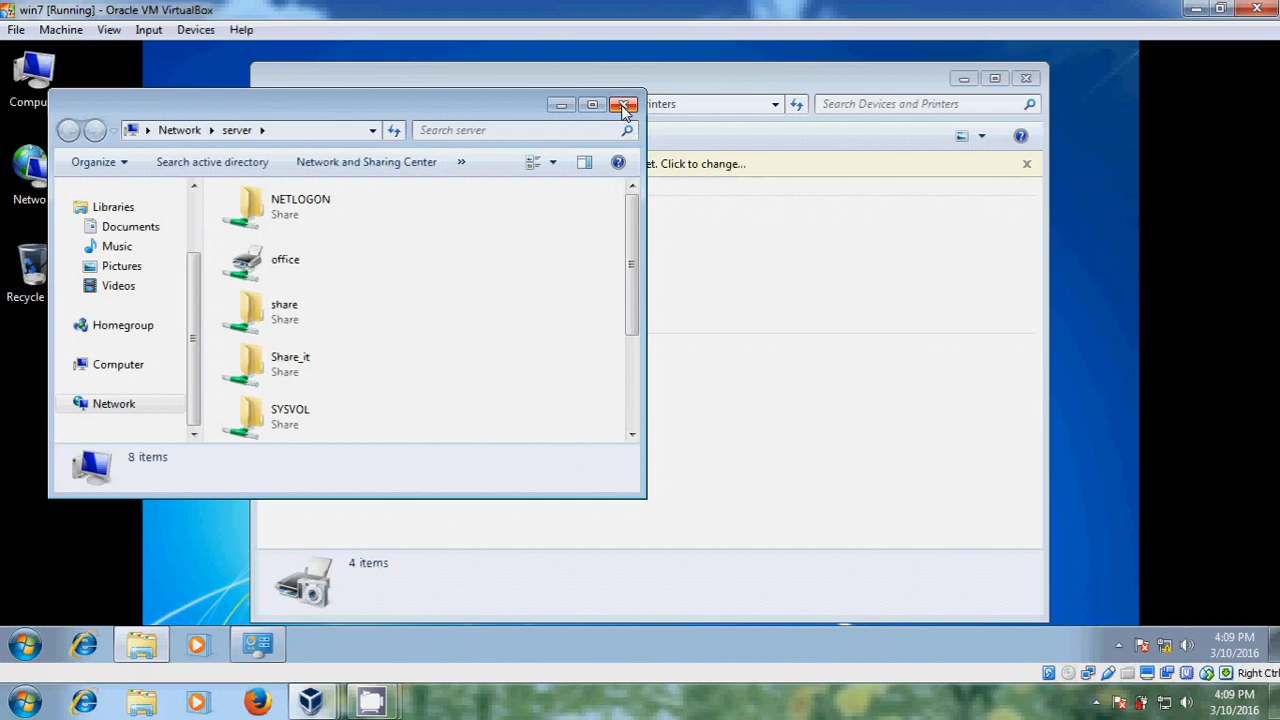 win7 [Running] - Oracle VM VirtualBox
File Machine View Input Devices Help
Compu
Netwo
Recycle
inters
Search Devices and Printers
et. Click to change...
Network server
Search server
Organize Search active directory Network and Sharing Center »
Libraries
Documents
Music
Pictures
Videos
Homegroup
Computer
Network
NETLOGON
Share
office
share
Share
Share_it
Share
SYSVOL
Share
8 items
4 items
4:09 PM
3/10/2016
Right Ctrl
4:09 PM
3/10/2016